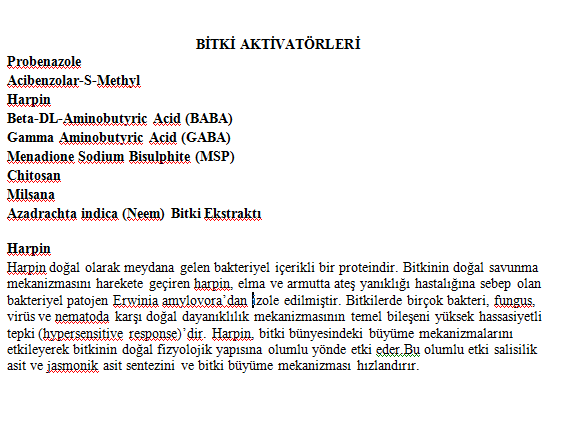 BİTKİ AKTİVATÖRLERİ
Probenazole
Acibenzolar-S-Methyl
Harpin
Beta-DL-Aminobutyric Acid (BABA)
Gamma Aminobutyric Acid (GABA)
Menadione Sodium Bisulphite (MSP)
Chitosan
Milsana
Azadrachta indica (Neem) Bitki Ekstraktı
Harpin
Harpin doğal olarak meydana gelen bakteriyel içerikli bir proteindir. Bitkinin doğal savunma
mekanizmasını harekete geçiren harpin, elma ve armutta ateş yanıklığı hastalığına sebep olan
bakteriyel patojen Erwinia amylovora’dan izole edilmiştir. Bitkilerde birçok bakteri, fungus,
virüs ve nematoda karşı doğal dayanıklılık mekanizmasının temel bileşeni yüksek hassasiyetli
tepki (hypersensitive response)’dir. Harpin, bitki bünyesindeki büyüme mekanizmalarını
etkileyerek bitkinin doğal fizyolojik yapısına olumlu yönde etki eder.Bu olumlu etki salisilik
asit ve jasmonik asit sentezini ve bitki büyüme mekanizması hızlandırır.